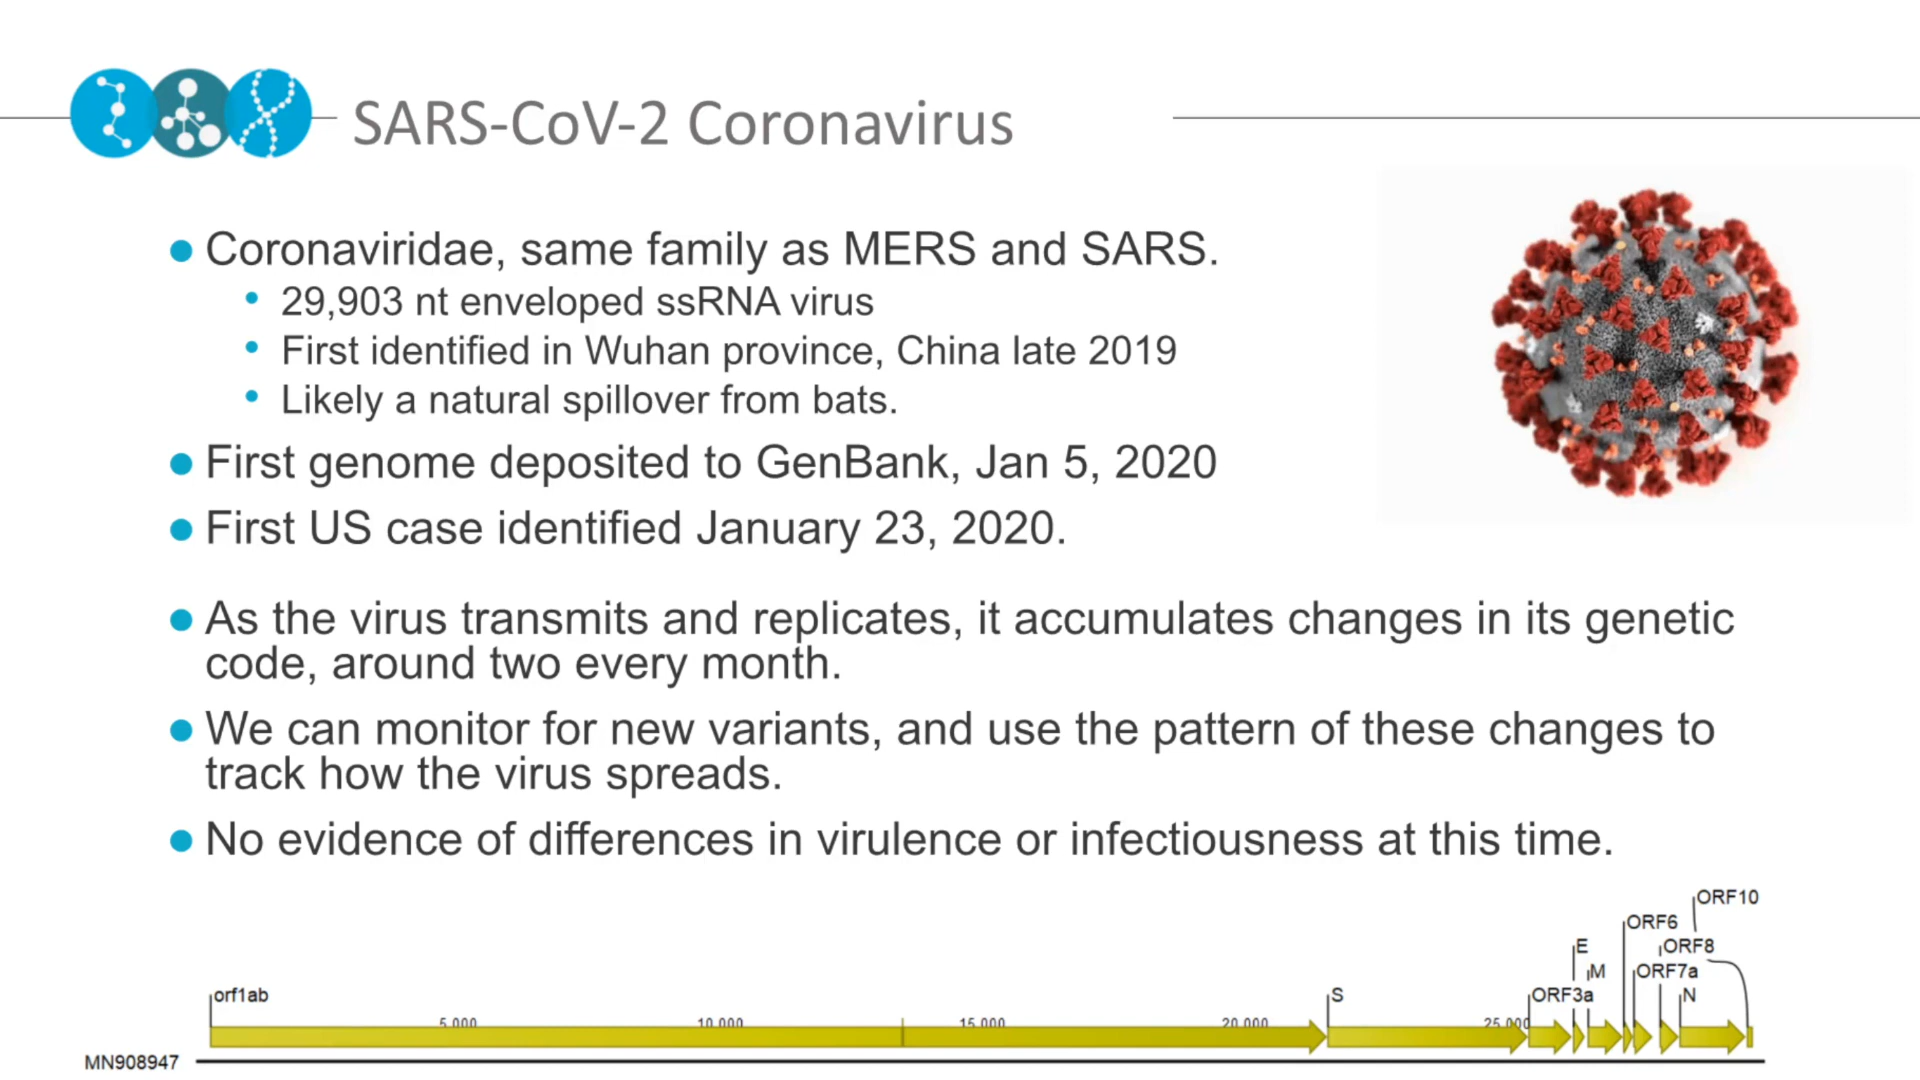 SARS-CoV-2 Coronavirus
Coronaviridae, same family as MERS and SARS.
29,903 nt enveloped ssRNA virus
First identified in Wuhan province, China late 2019
Likely a natural spillover from bats.
First genome deposited to GenBank, Jan 5, 2020
First US case identified January 23, 2020.
As the virus transmits and replicates, it accumulates changes in its genetic
code, around two every month.
We can monitor for new variants, and use the pattern of these changes to
track how the virus spreads.
No evidence of differences in virulence or infectiousness at this time.
ORF10
ORF6
E
ORF8
M
ORF7a
orf1ab
S
ORF3a
N
5,000
10,000
15,000
20,000
25,000
MN908947